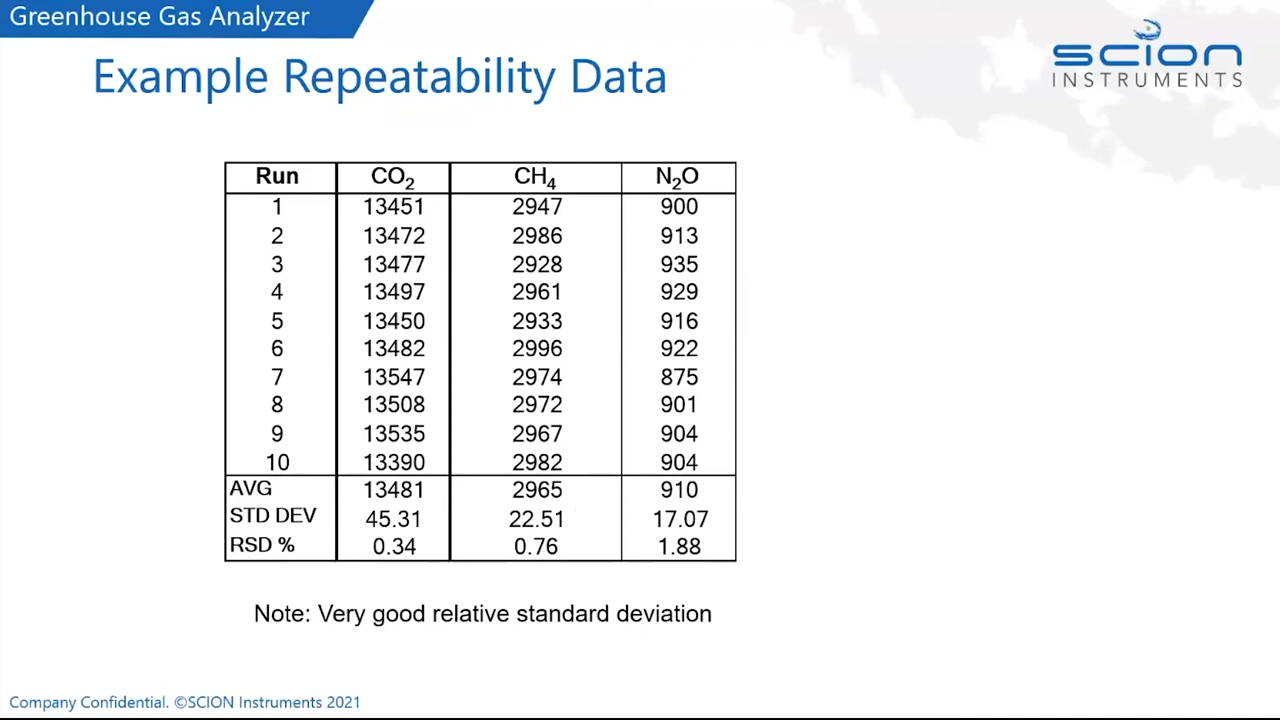 Greenhouse Gas Analyzer
Example Repeatability Data
scion
INSTRUMENTS
Run CO₂ CH₄ N₂O
1 13451 2947 900
2 13472 2986 913
3 13477 2928 935
4 13497 2961 929
5 13450 2933 916
6 13482 2996 922
7 13547 2974 875
8 13508 2972 901
9 13535 2967 904
10 13390 2982 904
AVG 13481 2965 910
STD DEV 45.31 22.51 17.07
RSD % 0.34 0.76 1.88
Note: Very good relative standard deviation
Company Confidential. ©SCION Instruments 2021